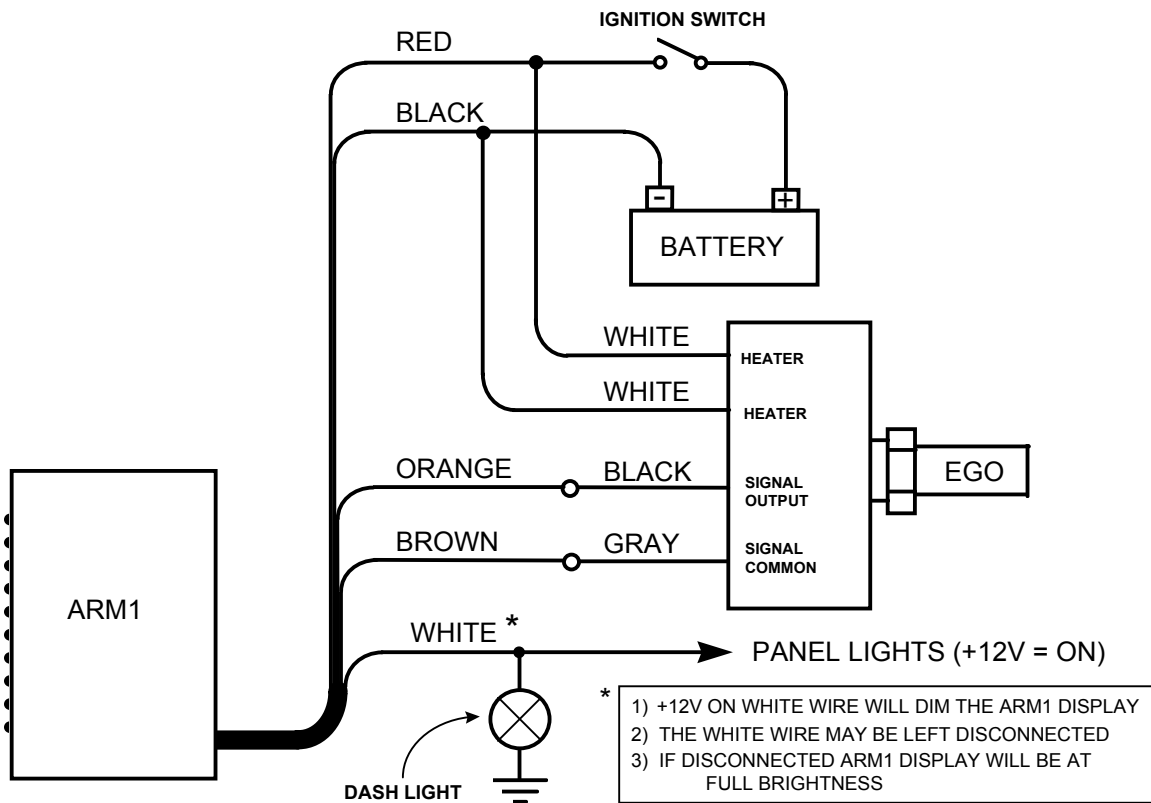 IGNITION SWITCH
RED
BLACK
-
+
BATTERY
WHITE
HEATER
WHITE
HEATER
ORANGE
BLACK
SIGNAL
OUTPUT
EGO
BROWN
GRAY
SIGNAL
COMMON
ARM1
WHITE *
PANEL LIGHTS (+12V = ON)
*
1) +12V ON WHITE WIRE WILL DIM THE ARM1 DISPLAY
2) THE WHITE WIRE MAY BE LEFT DISCONNECTED
3) IF DISCONNECTED ARM1 DISPLAY WILL BE AT
FULL BRIGHTNESS
DASH LIGHT